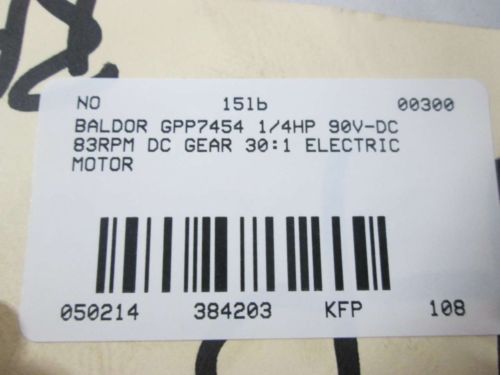 NO 15lb 00300
BALDOR GPP7454 1/4HP 90V-DC
83RPM DC GEAR 30:1 ELECTRIC
MOTOR
050214 384203 KFP 108